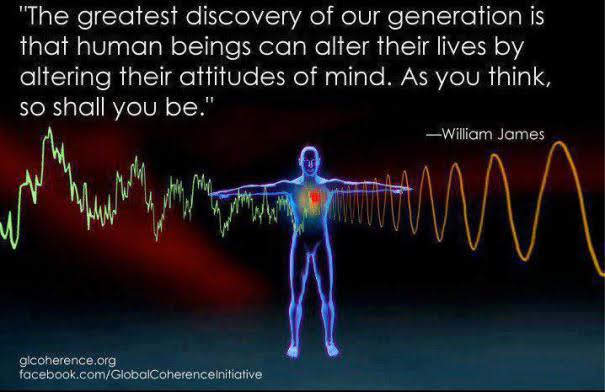 "The greatest discovery of our generation is
that human beings can alter their lives by
altering their attitudes of mind. As you think,
so shall you be."
—William James
glcoherence.org
facebook.com/GlobalCoherenceInitiative